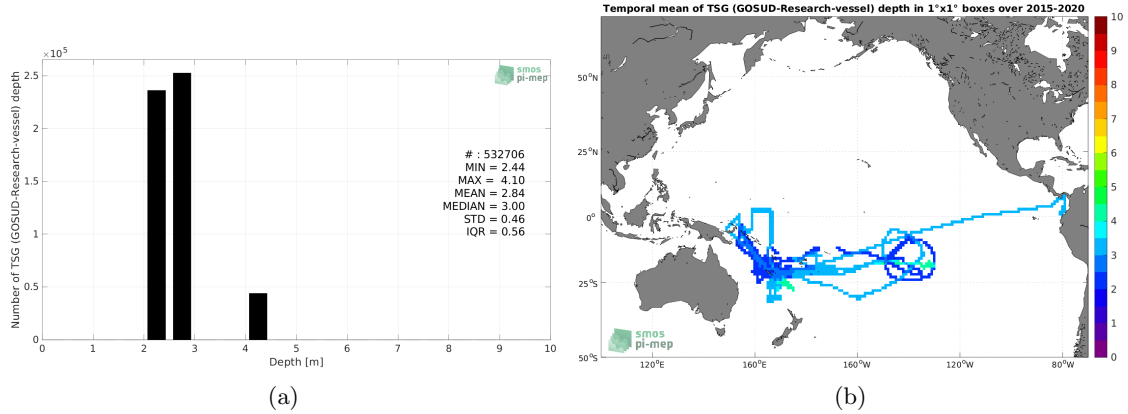 ×10⁵
2.5
2
1.5
1
0.5
0
Number of TSG (GOSUD-Research-vessel) depth
0 1 2 3 4 5 6 7 8 9 10
Depth [m]
smos
pi-mep
# : 532706
MIN = 2.44
MAX = 4.10
MEAN = 2.84
MEDIAN = 3.00
STD = 0.46
IQR = 0.56
(a)
Temporal mean of TSG (GOSUD-Research-vessel) depth in 1°x1° boxes over 2015-2020
50°N
25°N
0°
25°S
50°S
120°E 160°E 160°W 120°W 80°W
smos
pi-mep
10
9
8
7
6
5
4
3
2
1
0
(b)